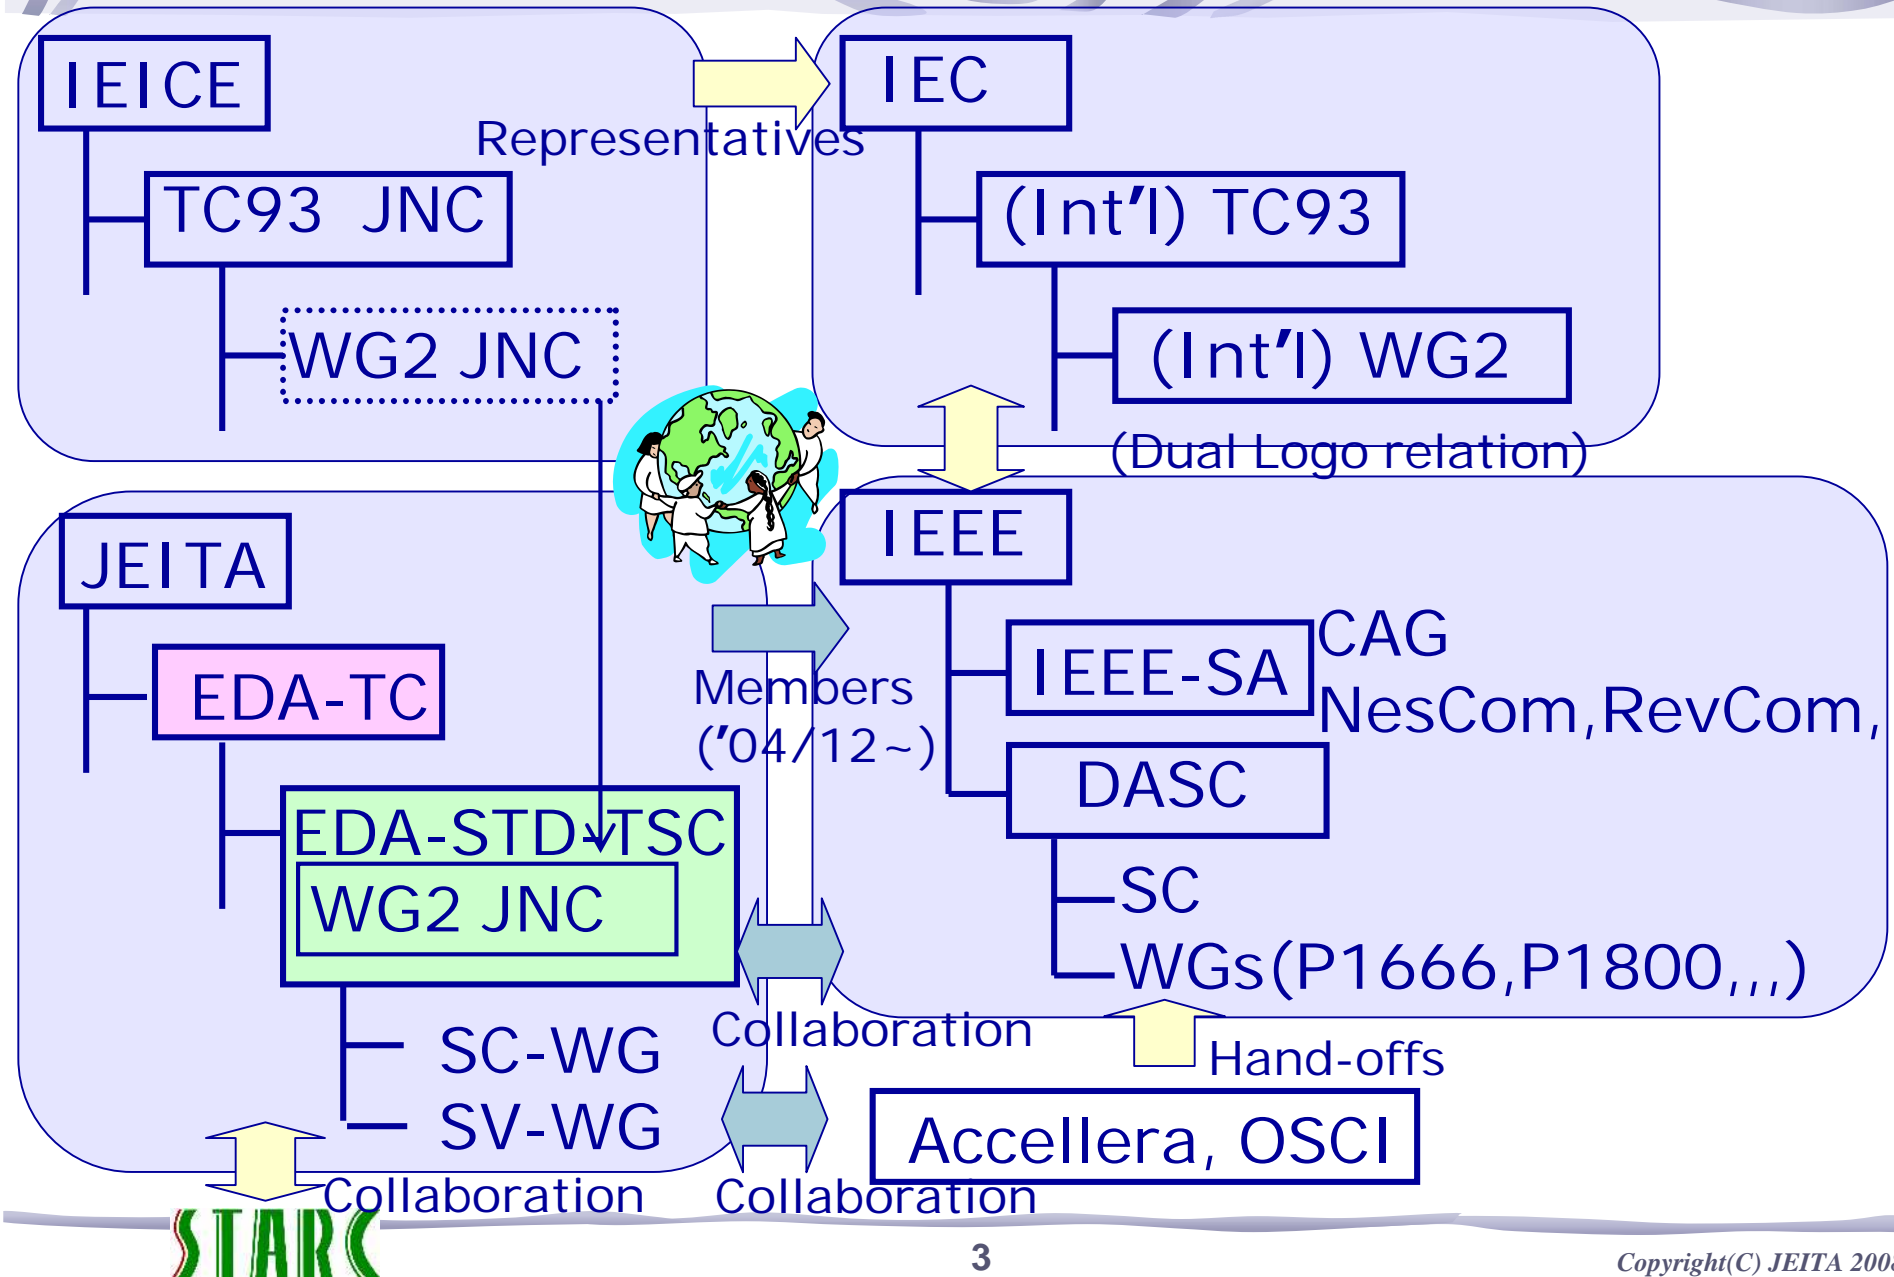 IEICE
TC93 JNC
WG2 JNC
Representatives
IEC
(Int'l) TC93
(Int'l) WG2
(Dual Logo relation)
JEITA
EDA-TC
EDA-STD-TSC
WG2 JNC
SC-WG
SV-WG
Members
('04/12~)
IEEE
IEEE-SA
CAG
NesCom,RevCom,
DASC
SC
WGs(P1666,P1800,,,)
Collaboration
Hand-offs
Accellera, OSCI
Collaboration
Collaboration
STARC
3
Copyright(C) JEITA 2008